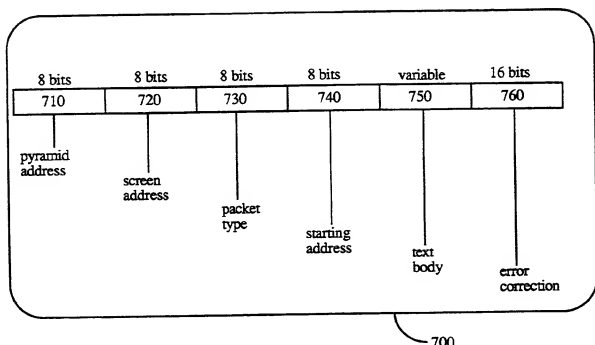 8 bits 8 bits 8 bits 8 bits variable 16 bits
710 720 730 740 750 760
pyramid
address
screen
address
packet
type
starting
address
text
body
error
correction
700